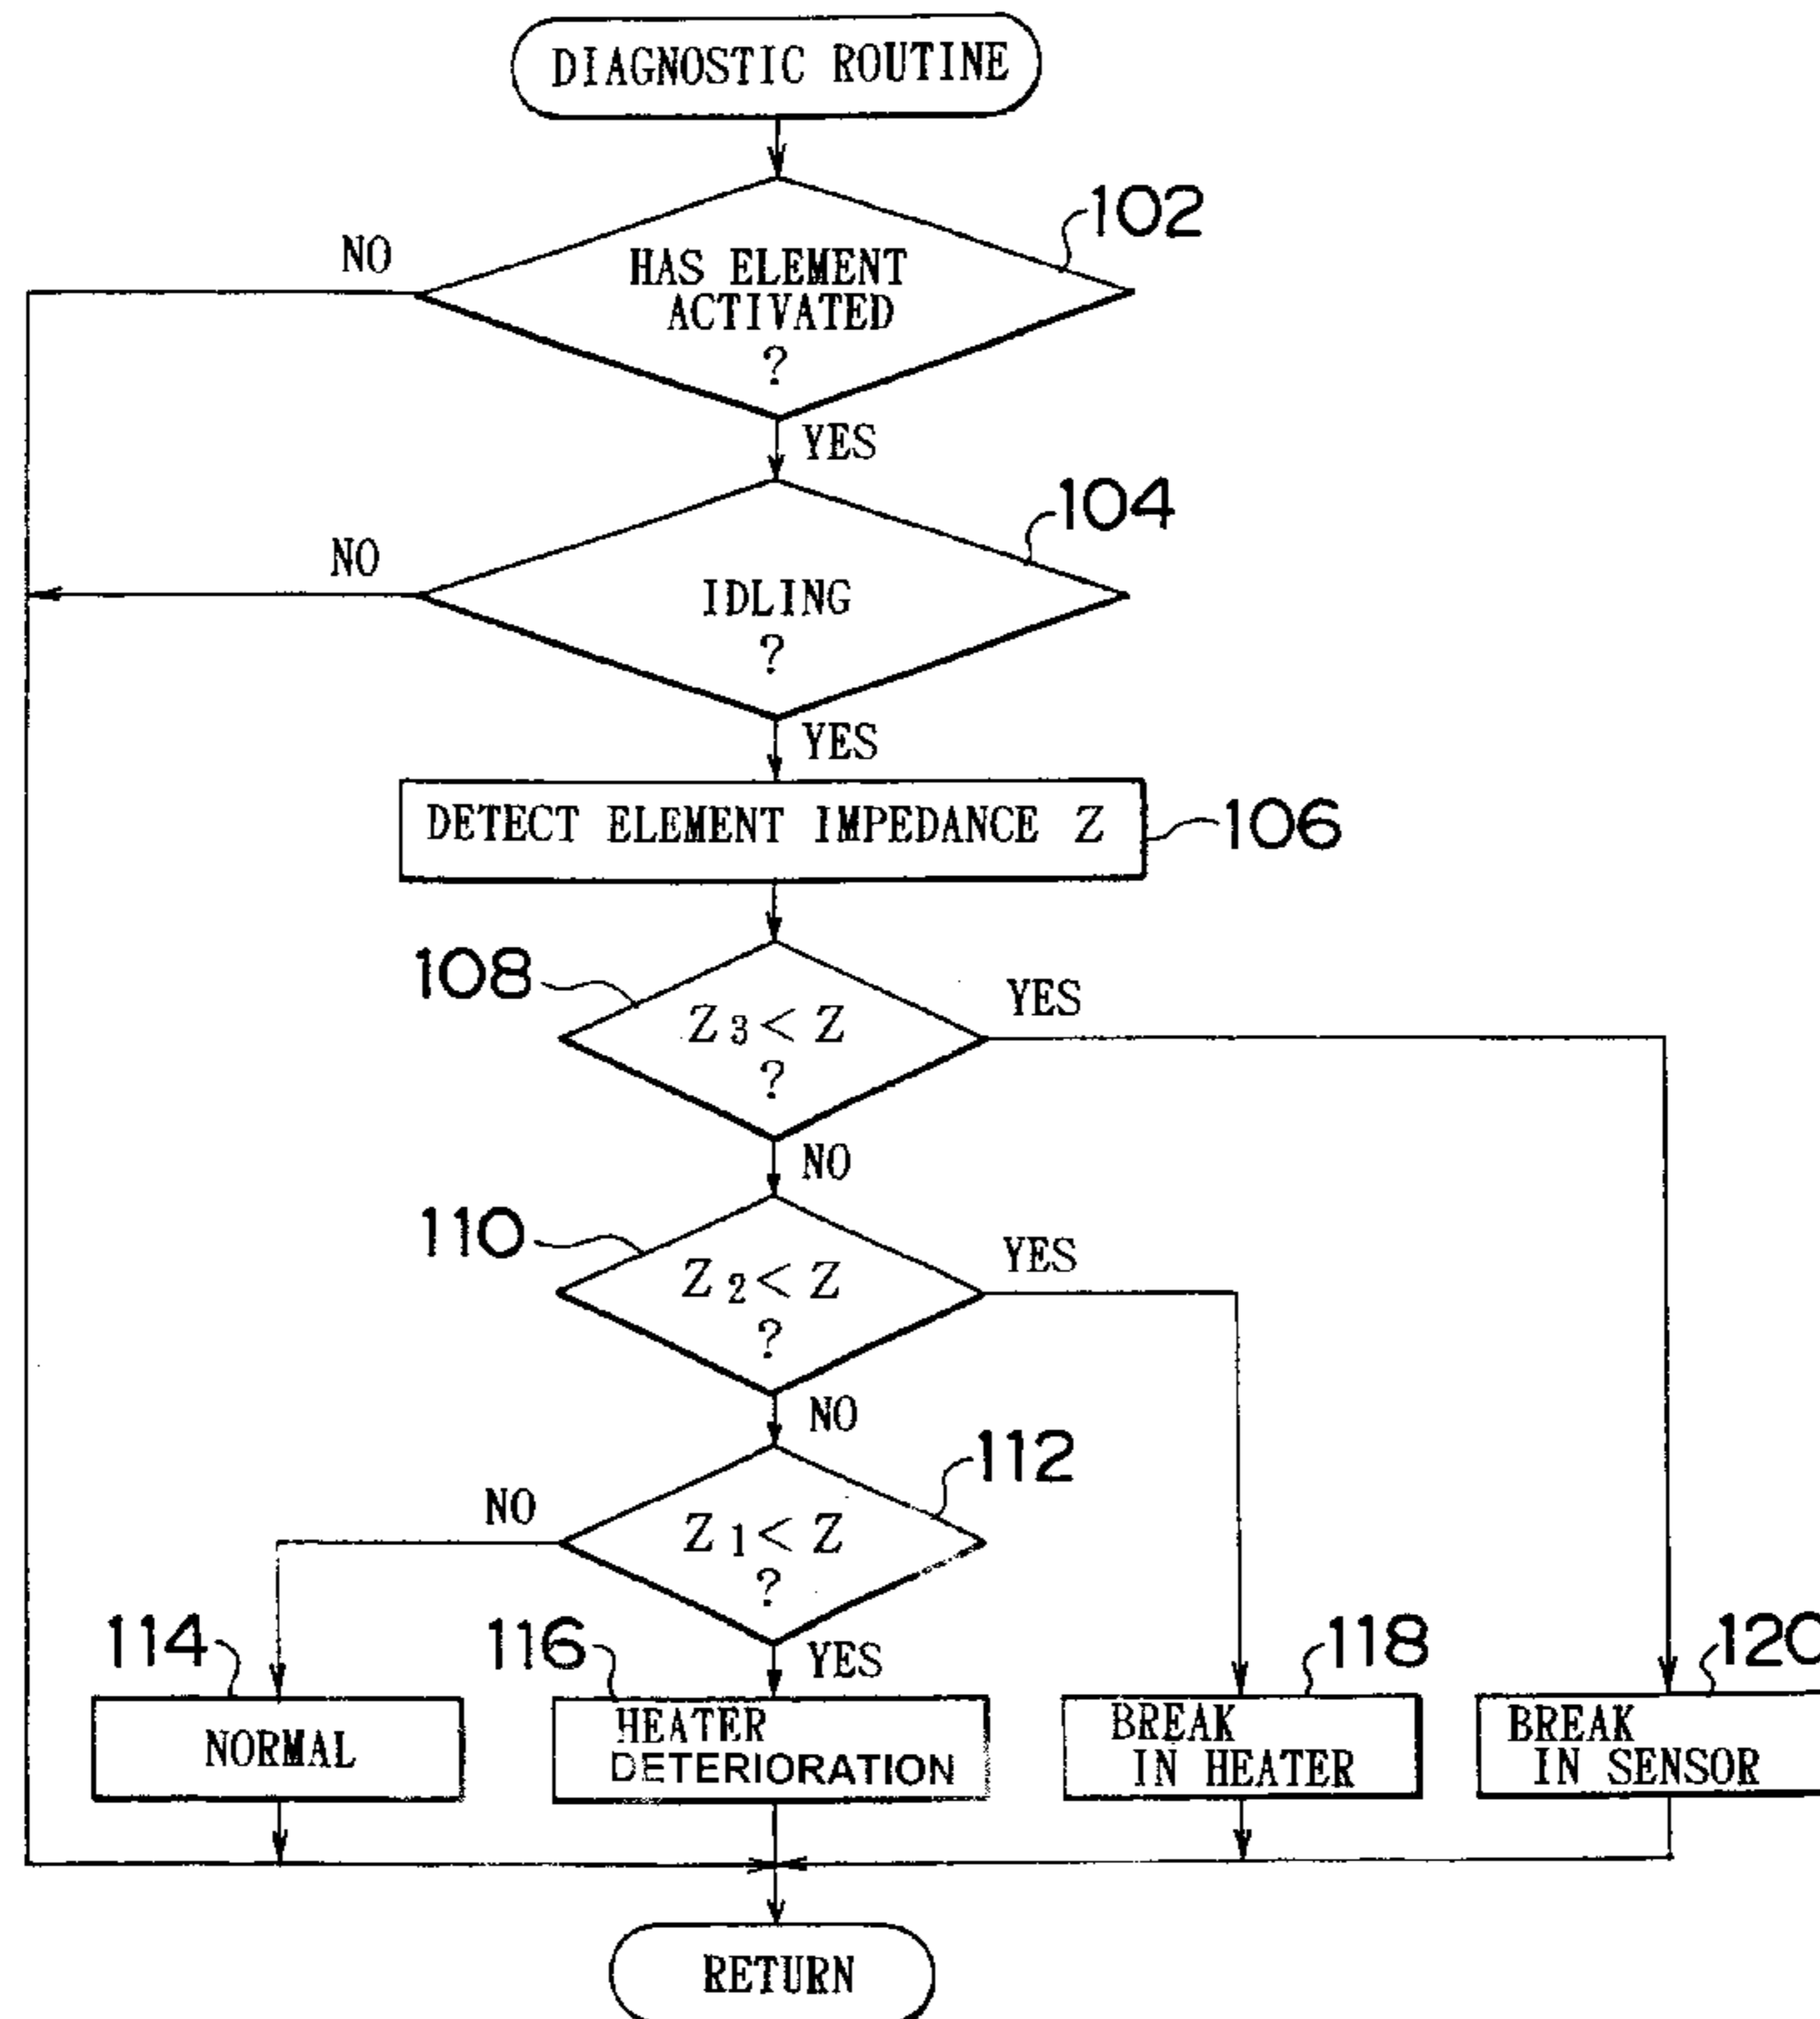 DIAGNOSTIC ROUTINE
102
NO
HAS ELEMENT
ACTIVATED
?
YES
104
NO
IDLING
?
YES
DETECT ELEMENT IMPEDANCE Z
106
108
YES
Z3 < Z
?
NO
110
YES
Z2 < Z
?
NO
112
NO
Z1 < Z
?
YES
114
116
118
120
NORMAL
HEATER
DETERIORATION
BREAK
IN HEATER
BREAK
IN SENSOR
RETURN